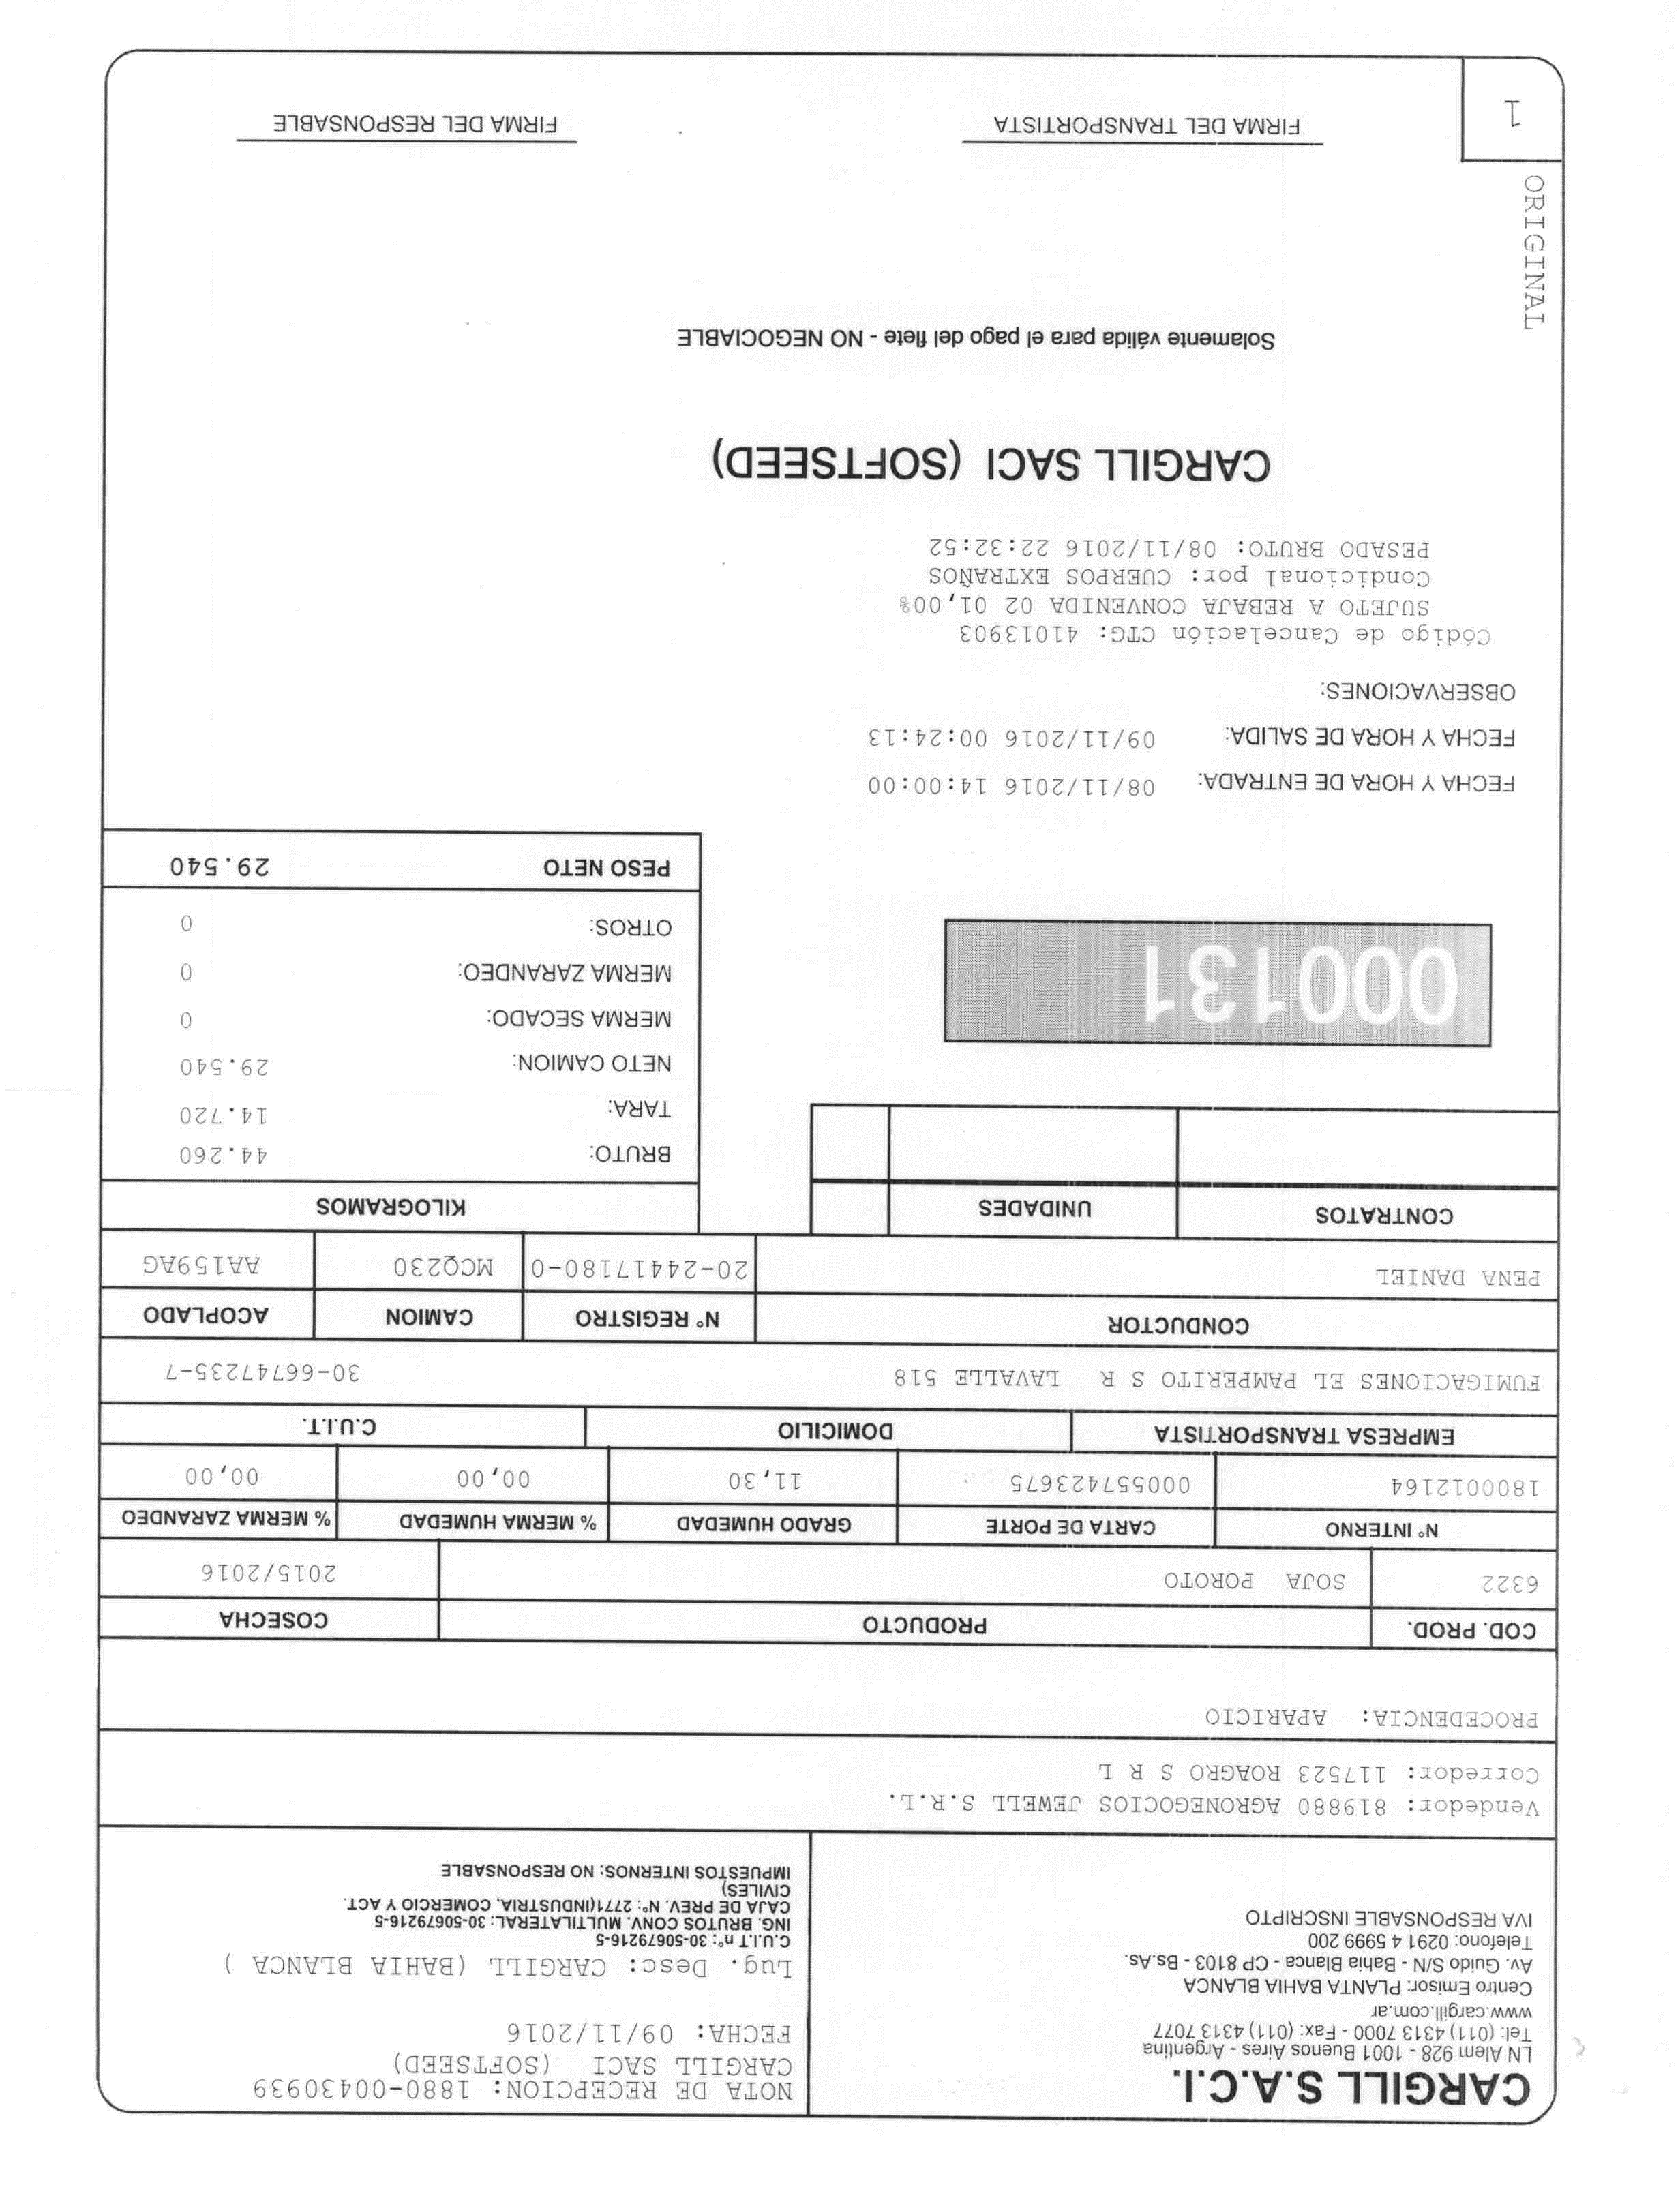 CARGILL S.A.C.I.
LN Alem 928 - 1001 Buenos Aires - Argentina
Tel: (011) 4313 7000 - Fax: (011) 4313 7077
www.cargill.com.ar
Centro Emisor: PLANTA BAHIA BLANCA
Av. Guido S/N - Bahia Blanca - CP 8103 - Bs.As.
Telefono: 0291 4 5999 200
IVA RESPONSABLE INSCRIPTO
NOTA DE RECEPCION: 1880-00430939
CARGILL SACI (SOFTSEED)
FECHA: 09/11/2016
Lug. Desc: CARGILL (BAHIA BLANCA )
C.U.I.T nº: 30-50679216-5
ING. BRUTOS CONV. MULTILATERAL: 30-50679216-5
CAJA DE PREV. Nº: 2771(INDUSTRIA, COMERCIO Y ACT.
CIVILES)
IMPUESTOS INTERNOS: NO RESPONSABLE
Vendedor: 819880 AGRONEGOCIOS JEWELL S.R.L.
Corredor: 117523 ROAGRO S R L
PROCEDENCIA: APARICIO
COD. PROD. PRODUCTO COSECHA
6322 SOJA POROTO 2015/2016
Nº INTERNO CARTA DE PORTE GRADO HUMEDAD % MERMA HUMEDAD % MERMA ZARANDEO
1800012164 000557423675 11,30 00,00 00,00
EMPRESA TRANSPORTISTA DOMICILIO C.U.I.T.
FUMIGACIONES EL PAMPERITO S R LAVALLE 518 30-66747235-7
CONDUCTOR Nº REGISTRO CAMION ACOPLADO
PENA DANIEL 20-24417180-0 MCQ230 AA159AG
CONTRATOS UNIDADES KILOGRAMOS
BRUTO: 44.260
TARA: 14.720
NETO CAMION: 29.540
MERMA SECADO: 0
MERMA ZARANDEO: 0
OTROS: 0
PESO NETO 29.540
000131
FECHA Y HORA DE ENTRADA: 08/11/2016 14:00:00
FECHA Y HORA DE SALIDA: 09/11/2016 00:24:13
OBSERVACIONES:
Código de Cancelación CTG: 41013903
SUJETO A REBAJA CONVENIDA 02 01,00%
Condicional por: CUERPOS EXTRAÑOS
PESADO BRUTO: 08/11/2016 22:32:52
CARGILL SACI (SOFTSEED)
Solamente válida para el pago del flete - NO NEGOCIABLE
ORIGINAL
1
FIRMA DEL TRANSPORTISTA FIRMA DEL RESPONSABLE